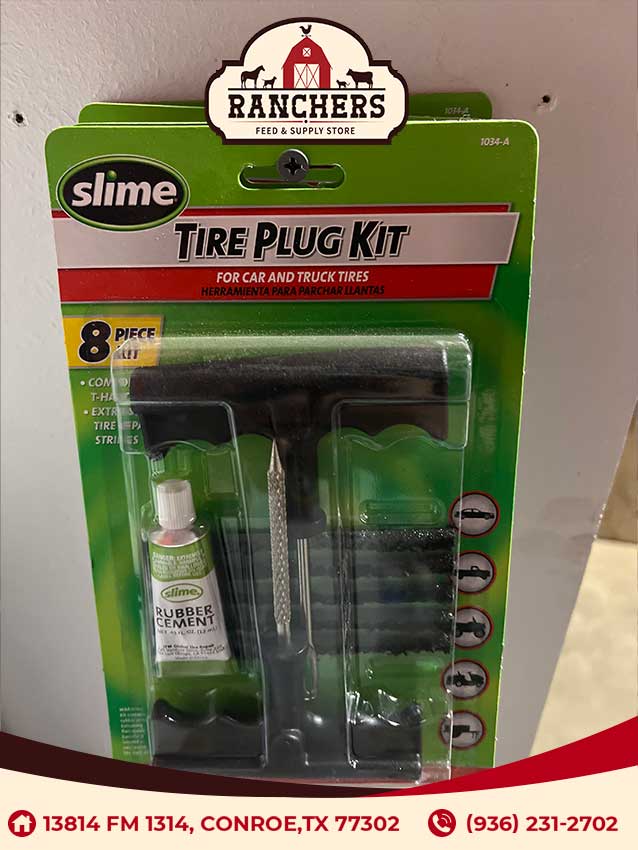 RANCHERS
FEED & SUPPLY STORE
1034-A
1034-A
slime
TIRE PLUG KIT
FOR CAR AND TRUCK TIRES
HERRAMIENTA PARA PARCHAR LLANTAS
8 PIECE
KIT
slime
RUBBER
CEMENT
13814 FM 1314, CONROE,TX 77302
(936) 231-2702